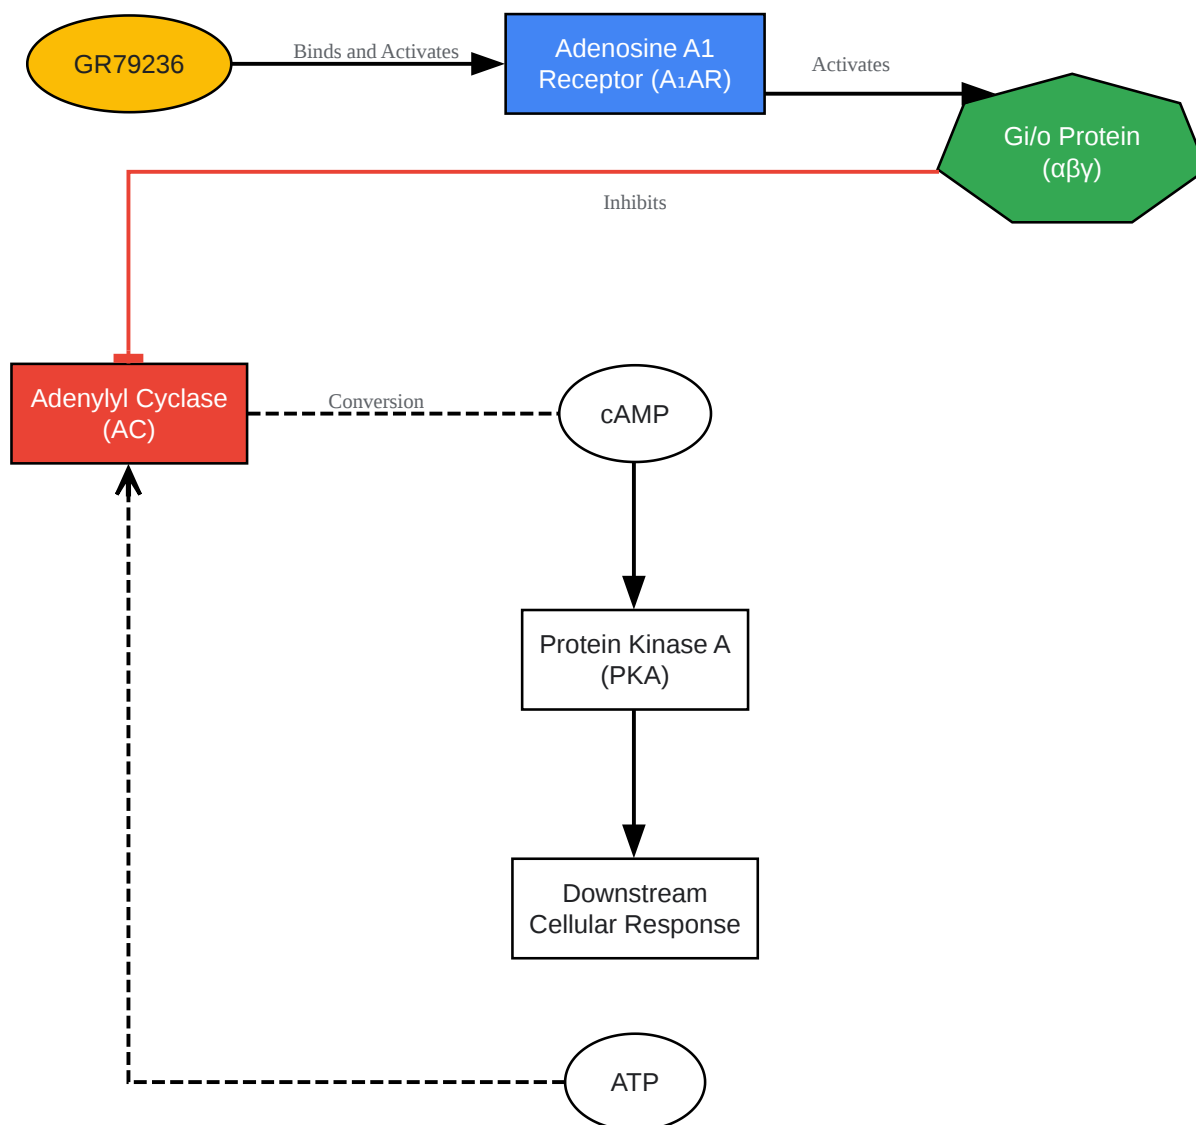 GR79236
Binds and Activates
Adenosine A1
Receptor (A₁AR)
Activates
Gi/o Protein
(αβγ)
Inhibits
Adenylyl Cyclase
(AC)
Conversion
cAMP
Protein Kinase A
(PKA)
Downstream
Cellular Response
ATP